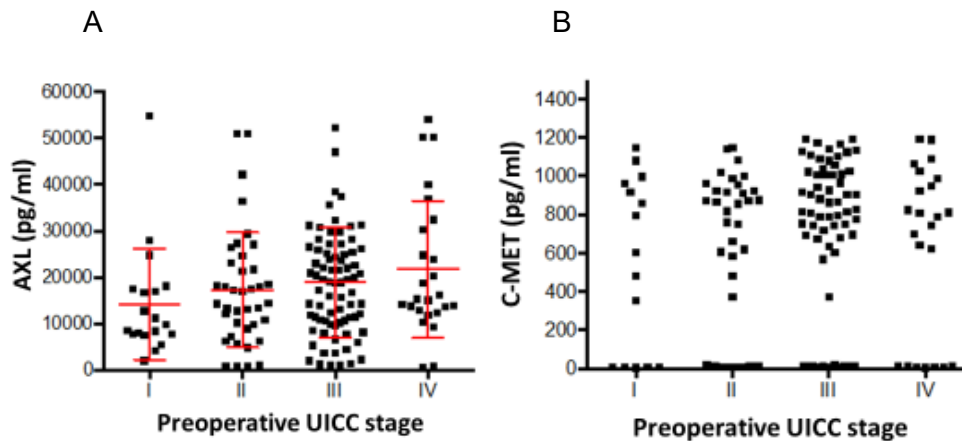 A
B
AXL (pg/ml)
60000
50000
40000
30000
20000
10000
0
I II III IV
Preoperative UICC stage
C-MET (pg/ml)
1400
1200
1000
800
600
400
200
0
I II III IV
Preoperative UICC stage